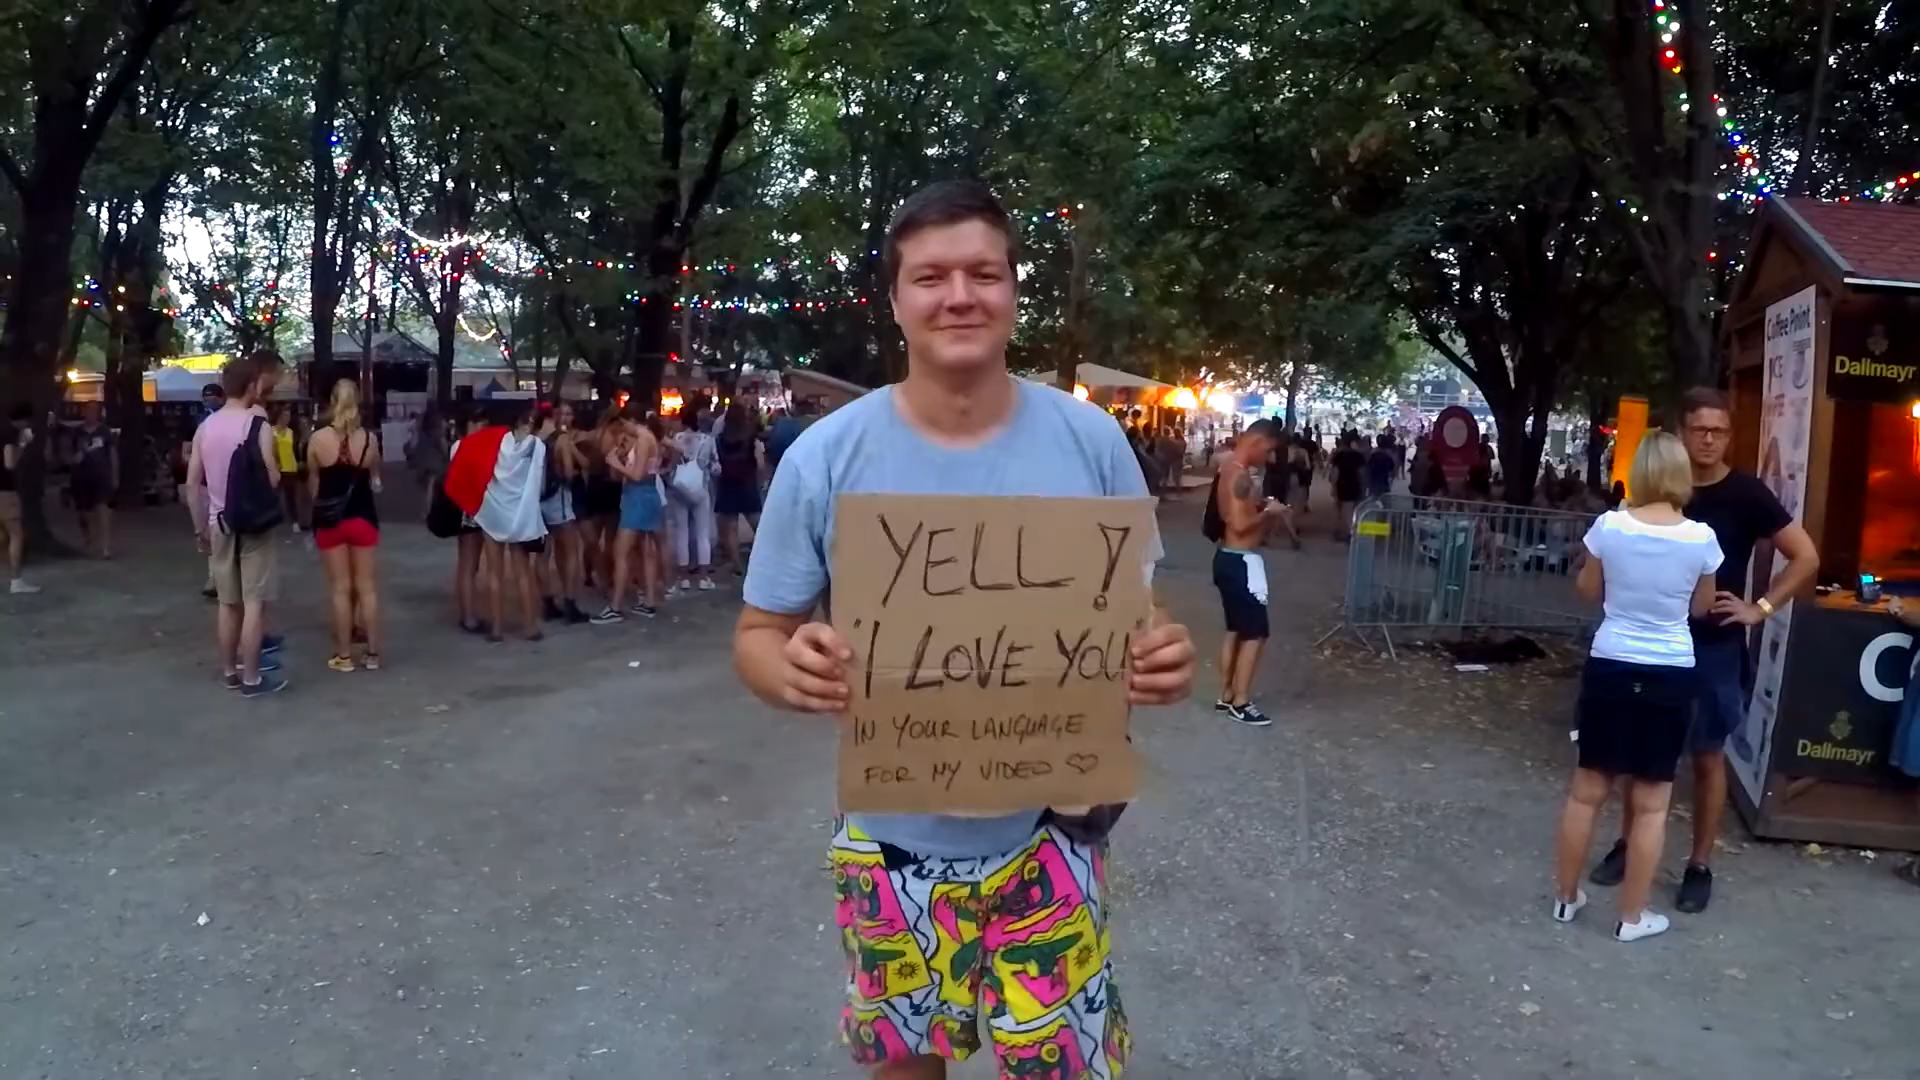 YELL!
"I LOVE YOU"
IN YOUR LANGUAGE
FOR MY VIDEO ♡
Coffee Point
Dallmayr
C
Dallmayr